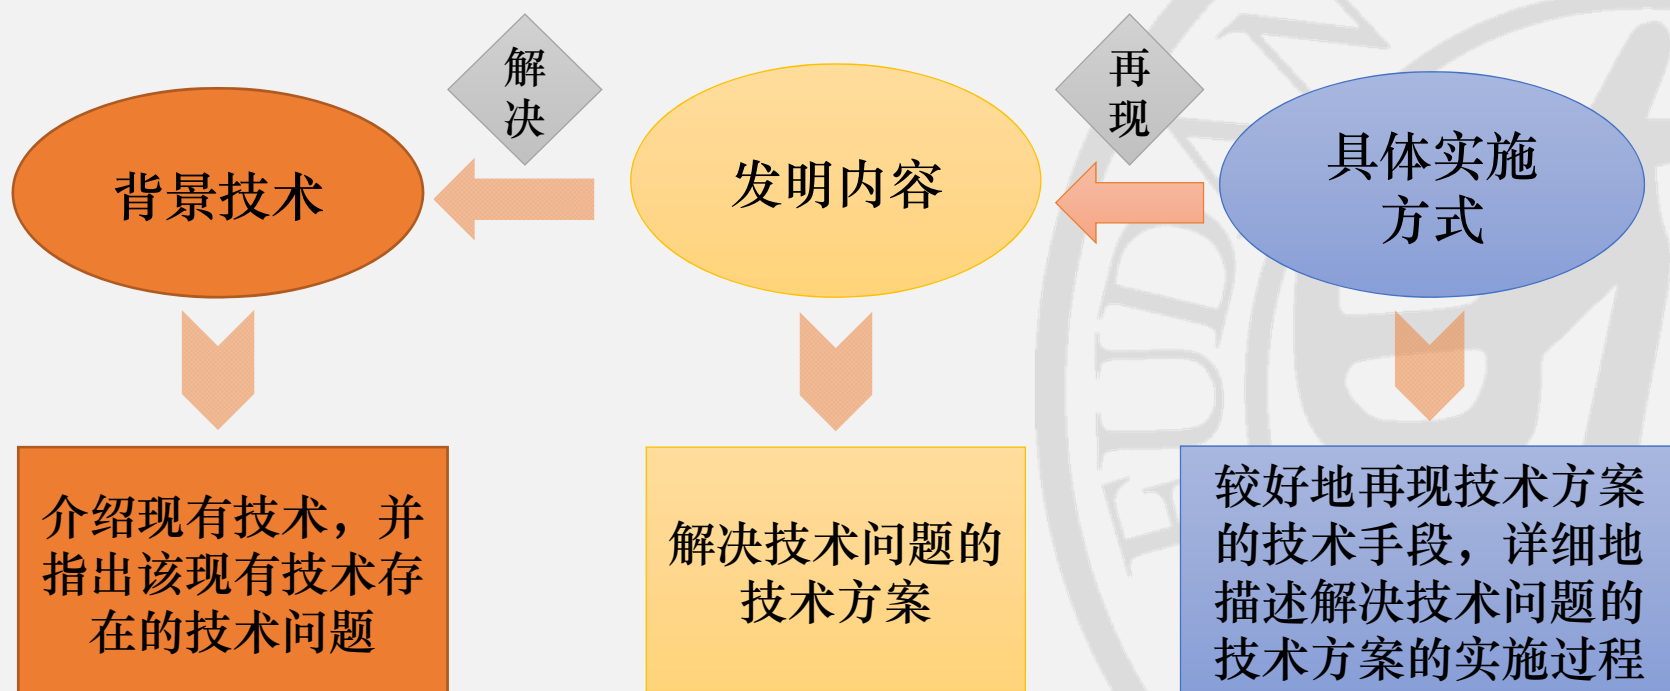 解
决
再
现
背景技术
发明内容
具体实施
方式
介绍现有技术，并
指出该现有技术存
在的技术问题
解决技术问题的
技术方案
较好地再现技术方案
的技术手段，详细地
描述解决技术问题的
技术方案的实施过程
FUDAN